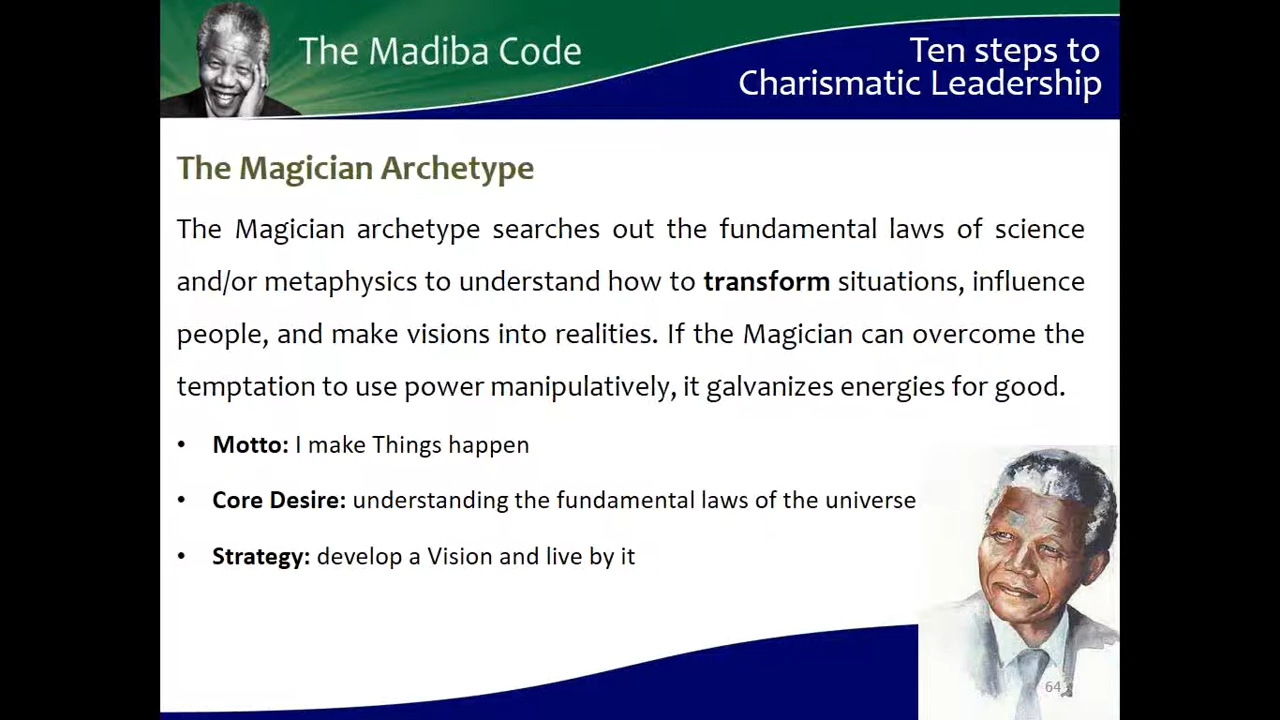 The Madiba Code
Ten steps to
Charismatic Leadership
The Magician Archetype
The Magician archetype searches out the fundamental laws of science
and/or metaphysics to understand how to transform situations, influence
people, and make visions into realities. If the Magician can overcome the
temptation to use power manipulatively, it galvanizes energies for good.
• Motto: I make Things happen
• Core Desire: understanding the fundamental laws of the universe
• Strategy: develop a Vision and live by it
64